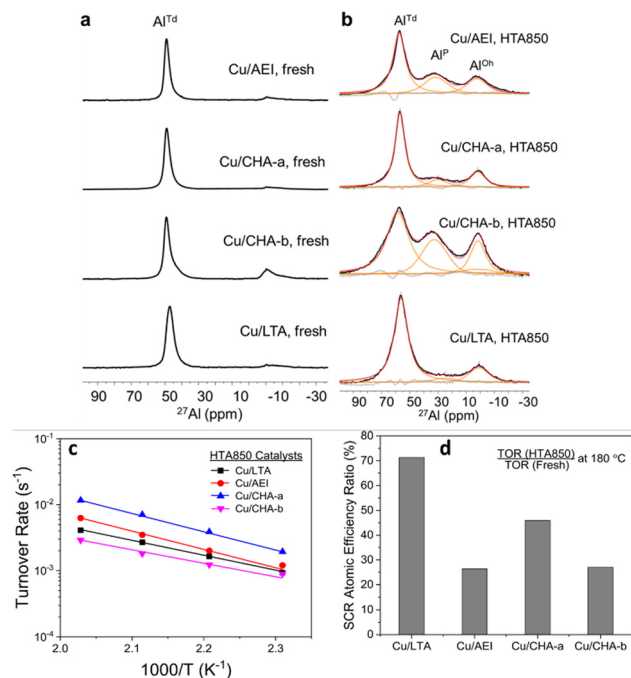 a
Al^Td
Cu/AEI, fresh
Cu/CHA-a, fresh
Cu/CHA-b, fresh
Cu/LTA, fresh
90 70 50 30 10 -10 -30
²⁷Al (ppm)
b
Al^Td
Cu/AEI, HTA850
Al^P
Al^Oh
Cu/CHA-a, HTA850
Cu/CHA-b, HTA850
Cu/LTA, HTA850
90 70 50 30 10 -10 -30
²⁷Al (ppm)
c
HTA850 Catalysts
Cu/LTA
Cu/AEI
Cu/CHA-a
Cu/CHA-b
Turnover Rate (s⁻¹)
10⁻¹
10⁻²
10⁻³
10⁻⁴
2.0 2.1 2.2 2.3
1000/T (K⁻¹)
d
TOR (HTA850)
TOR (Fresh)
at 180 °C
SCR Atomic Efficiency Ratio (%)
80
70
60
50
40
30
20
10
0
Cu/LTA Cu/AEI Cu/CHA-a Cu/CHA-b